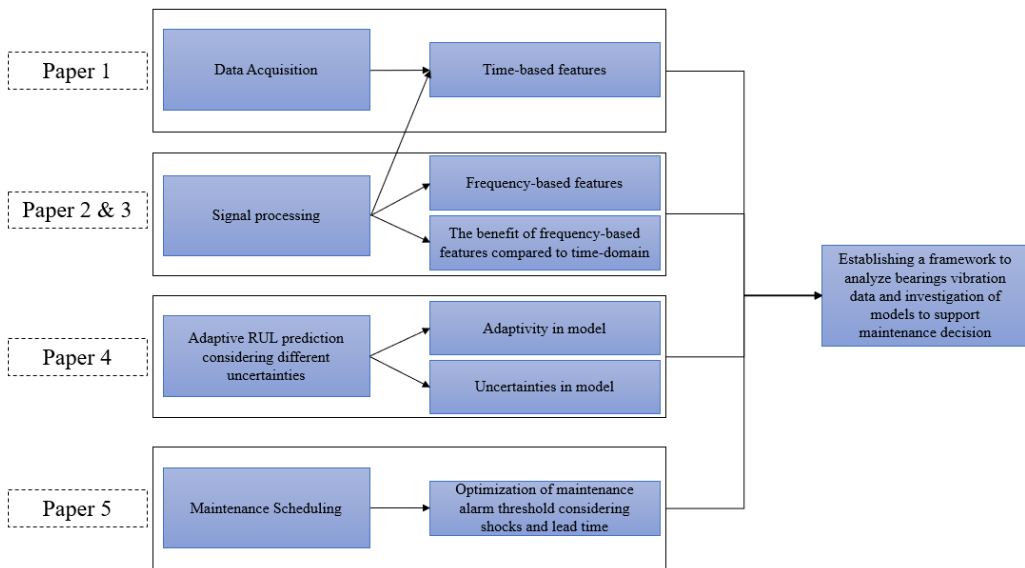 Paper 1
Data Acquisition
Time-based features
Paper 2 & 3
Signal processing
Frequency-based features
The benefit of frequency-based
features compared to time-domain
Establishing a framework to
analyze bearings vibration
data and investigation of
models to support
maintenance decision
Paper 4
Adaptive RUL prediction
considering different
uncertainties
Adaptivity in model
Uncertainties in model
Paper 5
Maintenance Scheduling
Optimization of maintenance
alarm threshold considering
shocks and lead time